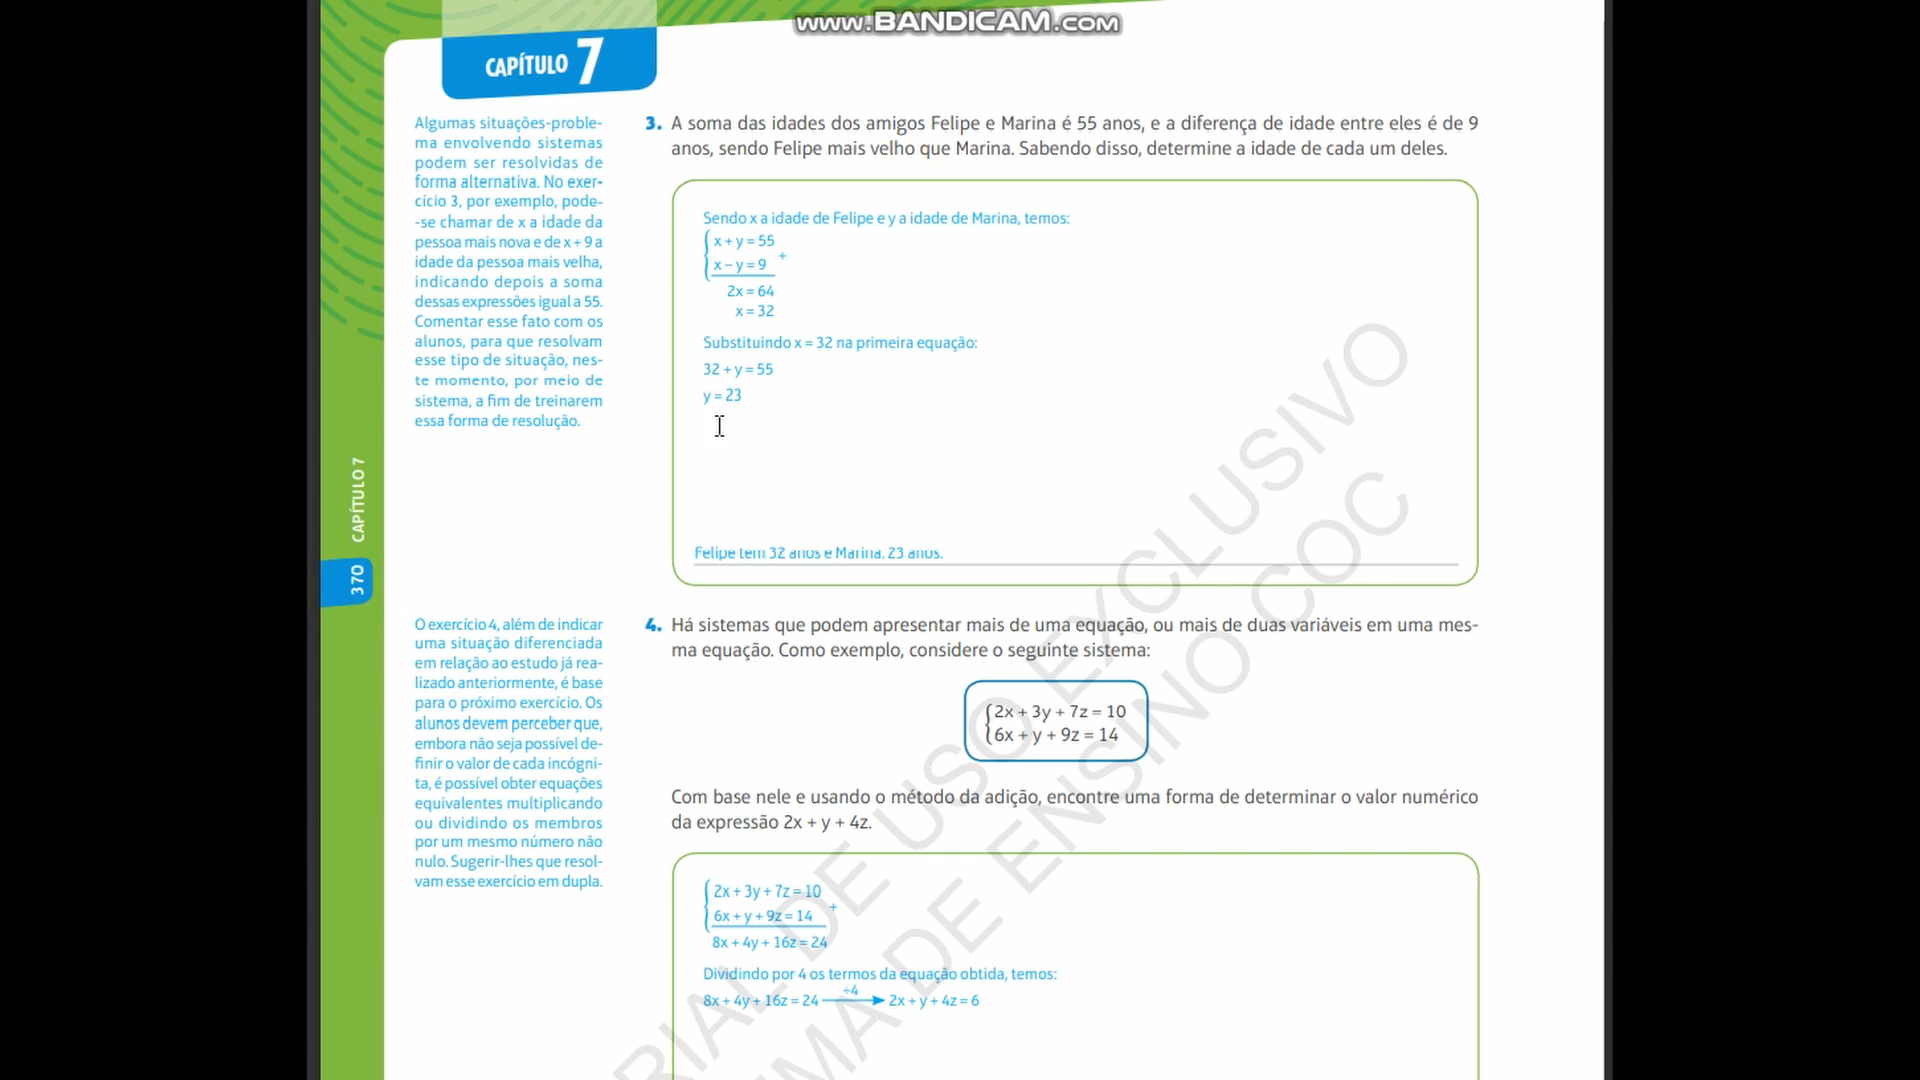 www.BANDICAM.com
CAPÍTULO 7
Algumas situações-proble-
ma envolvendo sistemas
podem ser resolvidas de
forma alternativa. No exer-
cício 3, por exemplo, pode-
-se chamar de x a idade da
pessoa mais nova e de x + 9 a
idade da pessoa mais velha,
indicando depois a soma
dessas expressões igual a 55.
Comentar esse fato com os
alunos, para que resolvam
esse tipo de situação, nes-
te momento, por meio de
sistema, a fim de treinarem
essa forma de resolução.
3. A soma das idades dos amigos Felipe e Marina é 55 anos, e a diferença de idade entre eles é de 9
anos, sendo Felipe mais velho que Marina. Sabendo disso, determine a idade de cada um deles.
Sendo x a idade de Felipe e y a idade de Marina, temos:
x + y = 55
x – y = 9 +
2x = 64
x = 32
Substituindo x = 32 na primeira equação:
32 + y = 55
y = 23
Felipe tem 32 anos e Marina, 23 anos.
CAPÍTULO 7
370
O exercício 4, além de indicar
uma situação diferenciada
em relação ao estudo já rea-
lizado anteriormente, é base
para o próximo exercício. Os
alunos devem perceber que,
embora não seja possível de-
finir o valor de cada incógni-
ta, é possível obter equações
equivalentes multiplicando
ou dividindo os membros
por um mesmo número não
nulo. Sugerir-lhes que resol-
vam esse exercício em dupla.
4. Há sistemas que podem apresentar mais de uma equação, ou mais de duas variáveis em uma mes-
ma equação. Como exemplo, considere o seguinte sistema:
2x + 3y + 7z = 10
6x + y + 9z = 14
Com base nele e usando o método da adição, encontre uma forma de determinar o valor numérico
da expressão 2x + y + 4z.
2x + 3y + 7z = 10
6x + y + 9z = 14 +
8x + 4y + 16z = 24
Dividindo por 4 os termos da equação obtida, temos:
8x + 4y + 16z = 24 ÷4 → 2x + y + 4z = 6
RIAL DE USO EXCLUSIVO
EMA DE ENSINO COC